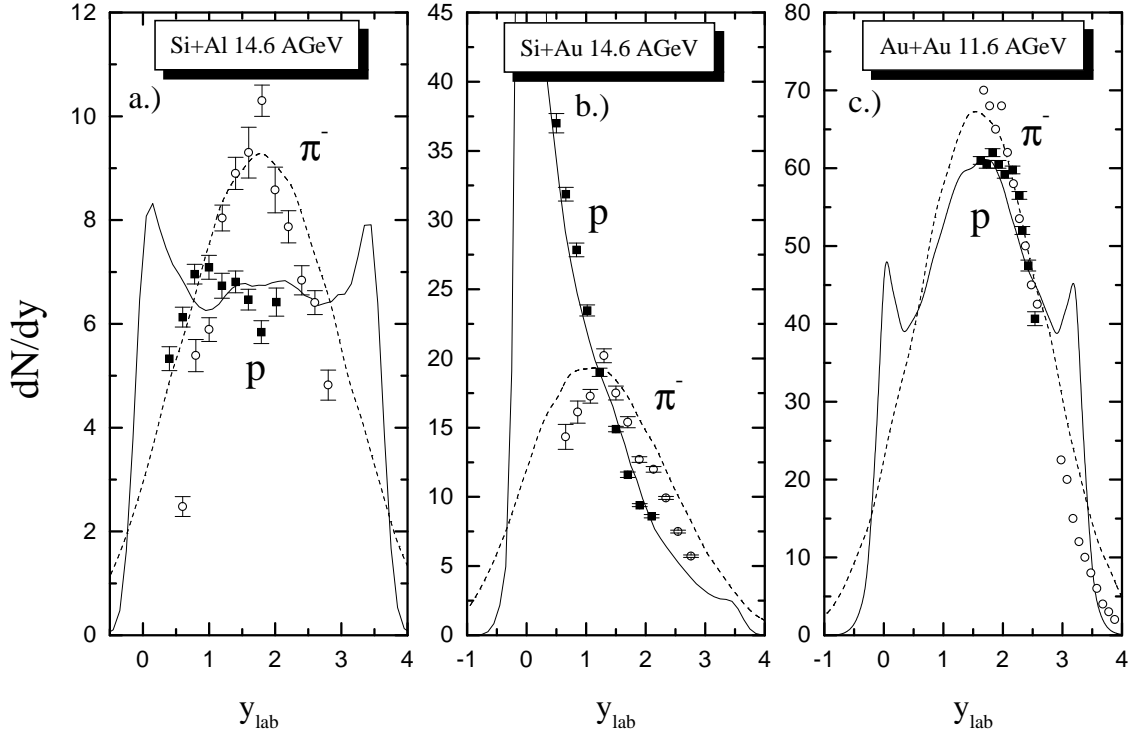 Si+Al 14.6 AGeV
Si+Au 14.6 AGeV
Au+Au 11.6 AGeV
a.)
b.)
c.)
π⁻
p
π⁻
p
π⁻
p
dN/dy
12
10
8
6
4
2
0
45
40
35
30
25
20
15
10
5
0
80
70
60
50
40
30
20
10
0
0 1 2 3 4
-1 0 1 2 3 4
-1 0 1 2 3 4
y_lab
y_lab
y_lab